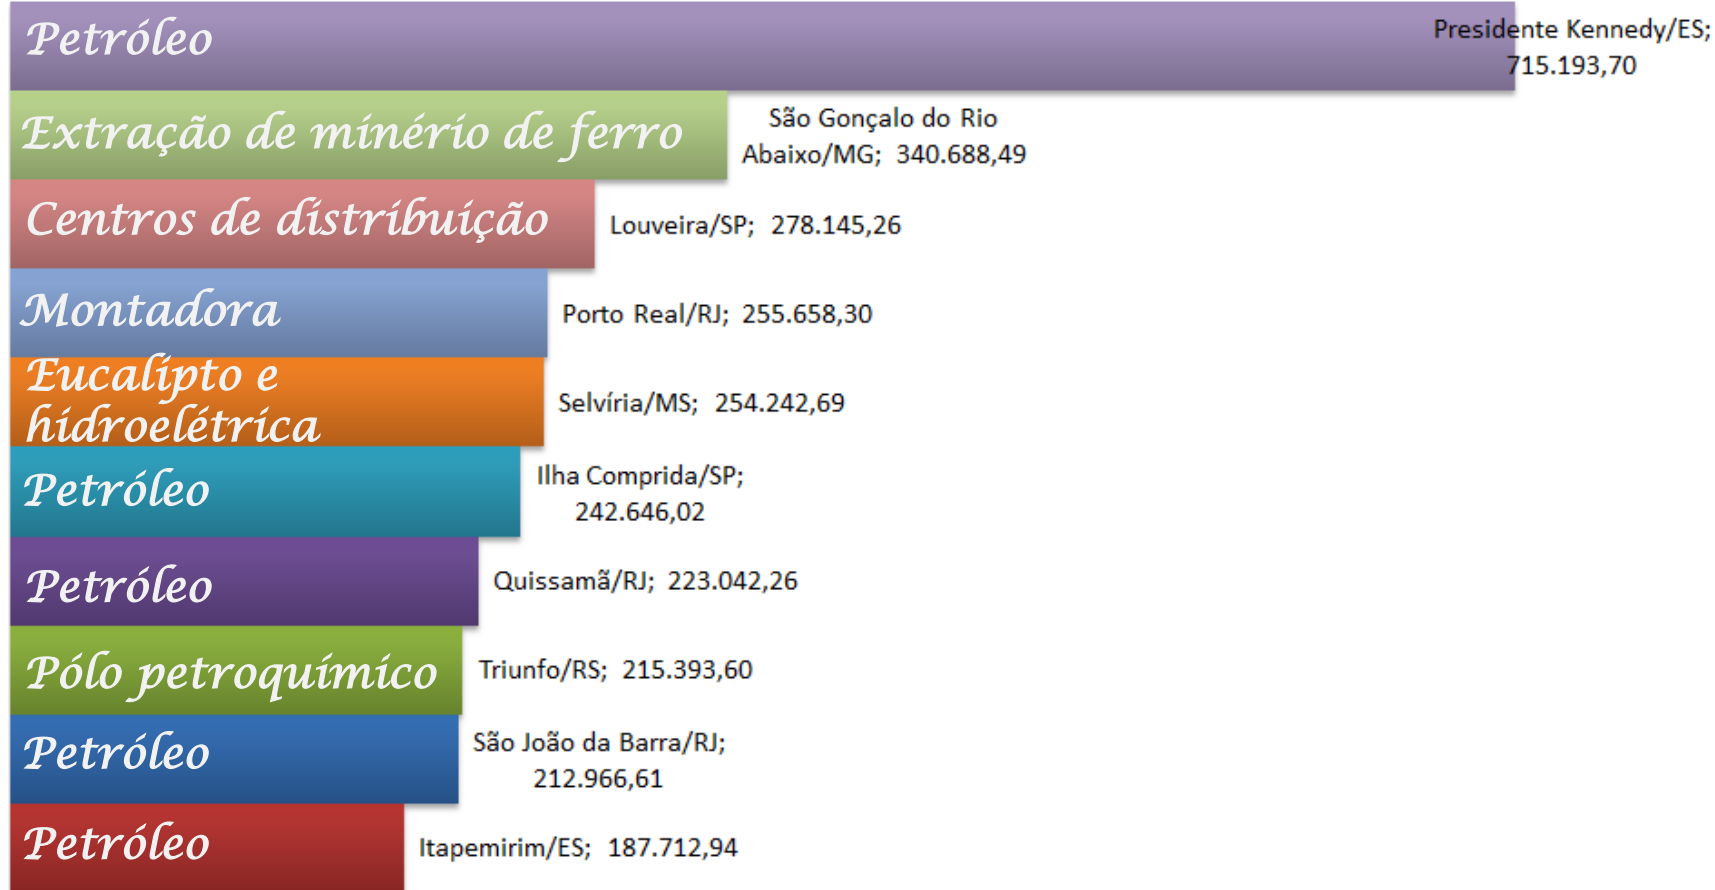 Petróleo
Presidente Kennedy/ES;
715.193,70
Extração de minério de ferro
São Gonçalo do Rio
Abaixo/MG; 340.688,49
Centros de distribuição
Louveira/SP; 278.145,26
Montadora
Porto Real/RJ; 255.658,30
Eucalipto e
hidroelétrica
Selvíria/MS; 254.242,69
Petróleo
Ilha Comprida/SP;
242.646,02
Petróleo
Quissamã/RJ; 223.042,26
Pólo petroquímico
Triunfo/RS; 215.393,60
Petróleo
São João da Barra/RJ;
212.966,61
Petróleo
Itapemirim/ES; 187.712,94